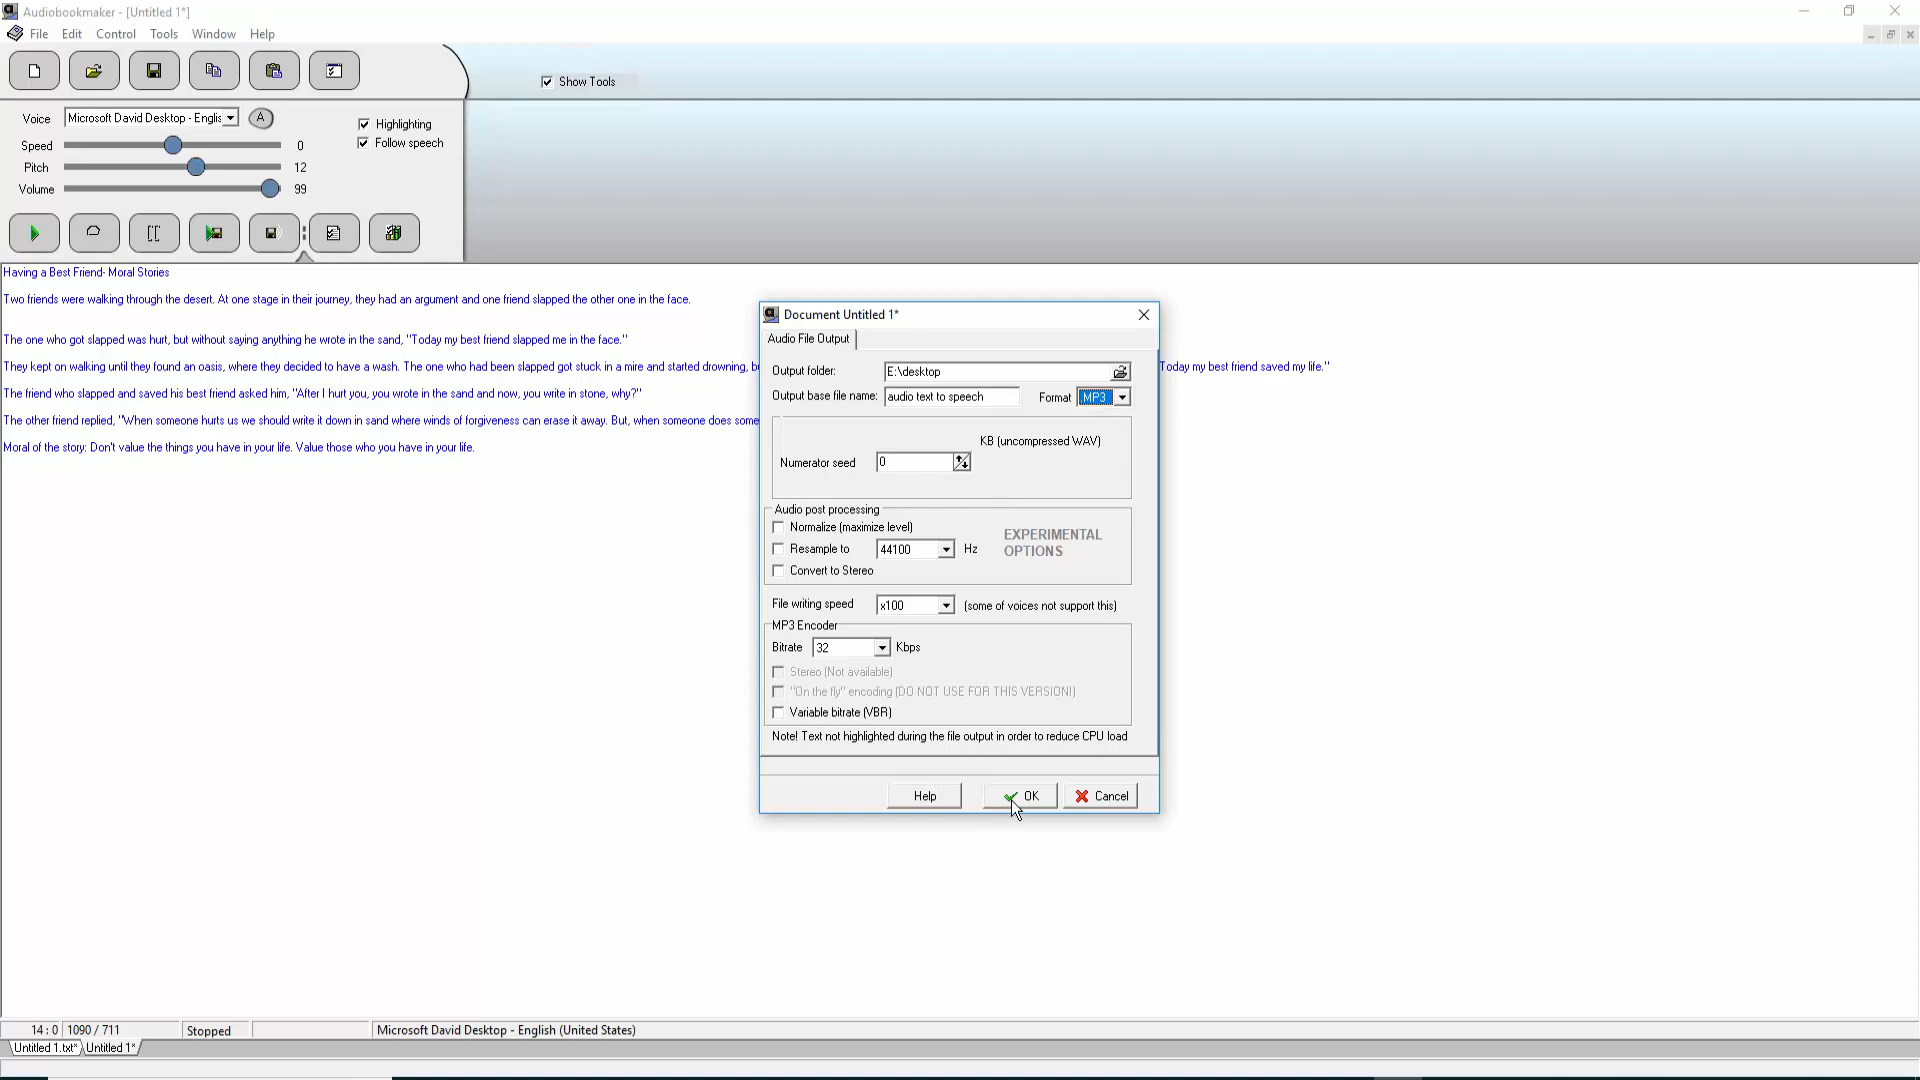 Audiobookmaker - [Untitled 1*]
File Edit Control Tools Window Help
Show Tools
Voice Microsoft David Desktop - Englis A
Highlighting
Speed 0
Follow speech
Pitch 12
Volume 99
Having a Best Friend- Moral Stories
Two friends were walking through the desert. At one stage in their journey, they had an argument and one friend slapped the other one in the face.
The one who got slapped was hurt, but without saying anything he wrote in the sand, "Today my best friend slapped me in the face."
They kept on walking until they found an oasis, where they decided to have a wash. The one who had been slapped got stuck in a mire and started drowning, b
Today my best friend saved my life."
The friend who slapped and saved his best friend asked him, "After I hurt you, you wrote in the sand and now, you write in stone, why?"
The other friend replied, "When someone hurts us we should write it down in sand where winds of forgiveness can erase it away. But, when someone does some
Moral of the story: Don't value the things you have in your life. Value those who you have in your life.
Document Untitled 1*
Audio File Output
Output folder: E:\desktop
Output base file name: audio text to speech Format MP3
KB (uncompressed WAV)
Numerator seed 0
Audio post processing
Normalize (maximize level)
EXPERIMENTAL
OPTIONS
Resample to 44100 Hz
Convert to Stereo
File writing speed x100 (some of voices not support this)
MP3 Encoder
Bitrate 32 Kbps
Stereo (Not available)
"On the fly" encoding (DO NOT USE FOR THIS VERSION!)
Variable bitrate (VBR)
Note! Text not highlighted during the file output in order to reduce CPU load
Help OK Cancel
14 : 0 1090 / 711 Stopped Microsoft David Desktop - English (United States)
Untitled 1.txt* Untitled 1*